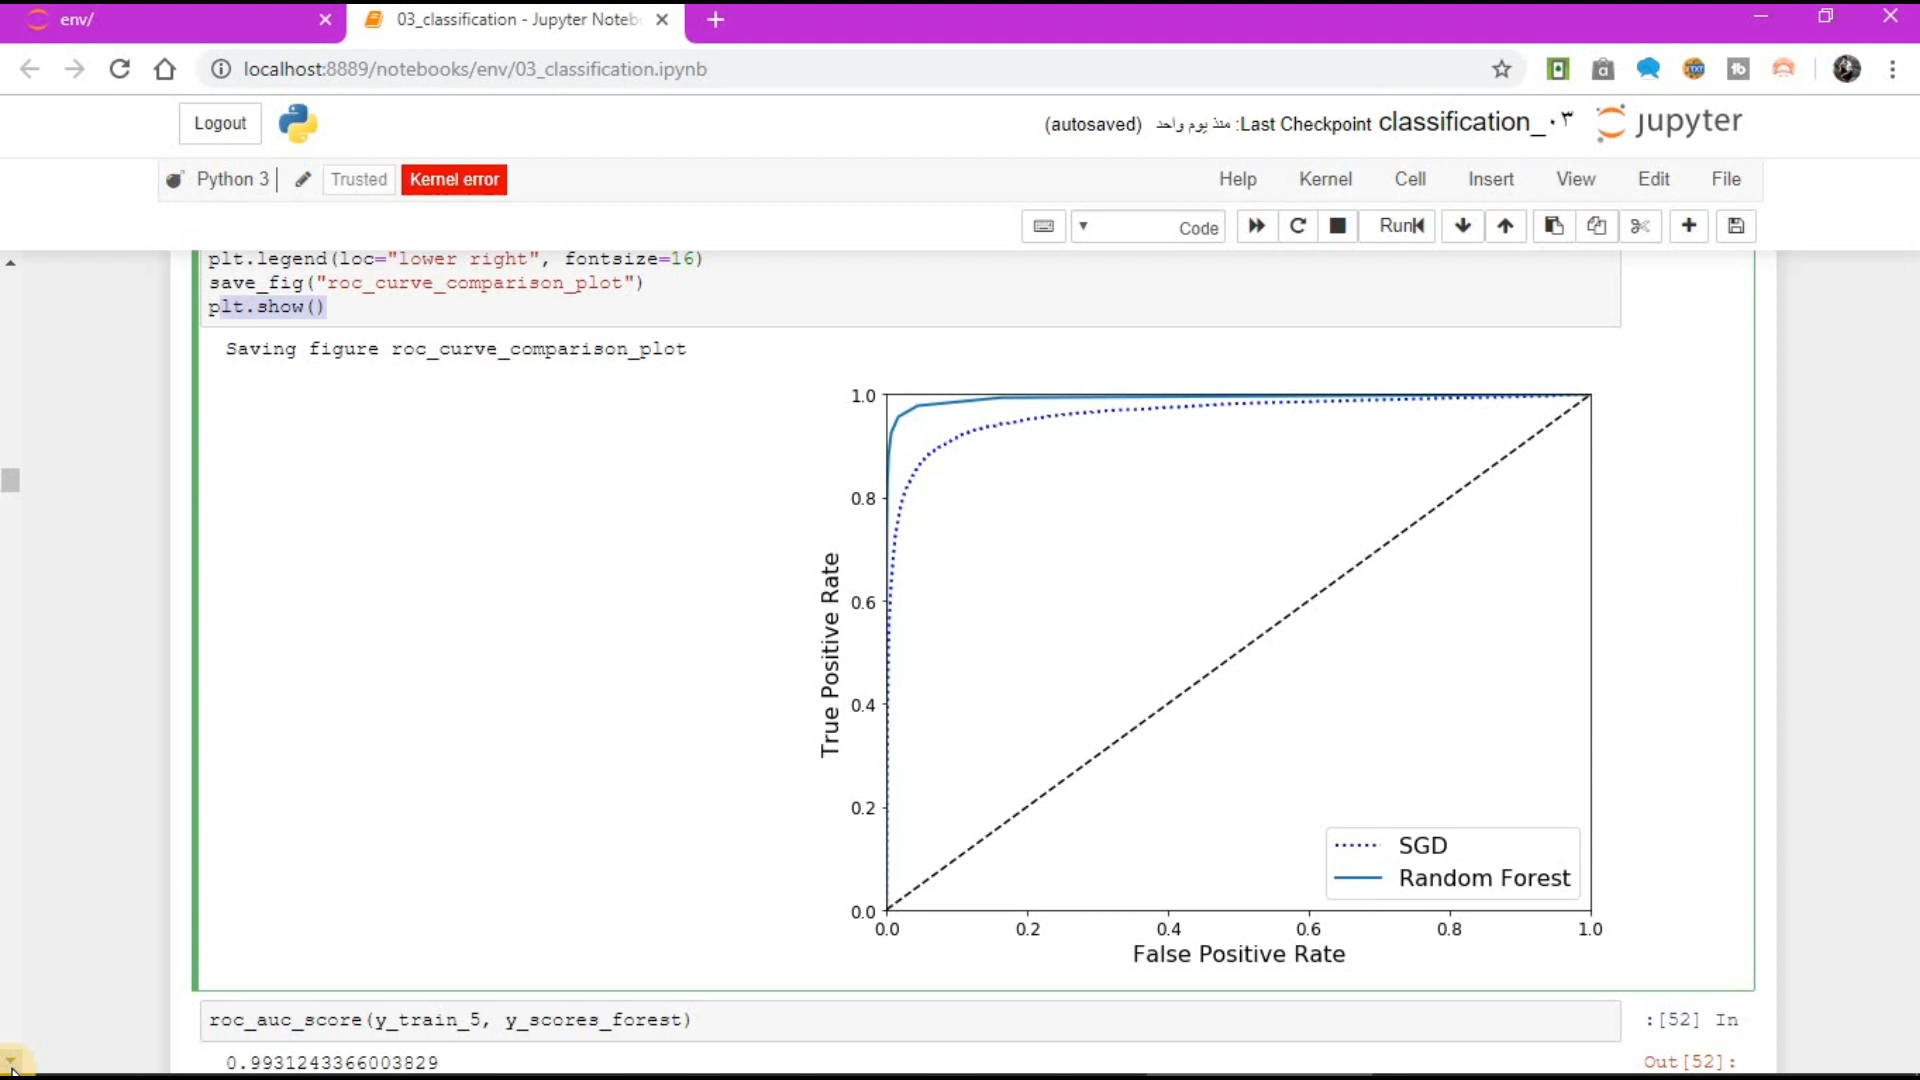 env/
03_classification - Jupyter Noteb
localhost:8889/notebooks/env/03_classification.ipynb
Logout
(autosaved) منذ يوم واحد :Last Checkpoint classification_٠٣ jupyter
Python 3 Trusted Kernel error Help Kernel Cell Insert View Edit File
Code Run
plt.legend(loc="lower right", fontsize=16)
save_fig("roc_curve_comparison_plot")
plt.show()
Saving figure roc_curve_comparison_plot
1.0
0.8
0.6
0.4
0.2
0.0
True Positive Rate
SGD
Random Forest
0.0 0.2 0.4 0.6 0.8 1.0
False Positive Rate
roc_auc_score(y_train_5, y_scores_forest) :[52] In
0.9931243366003829 Out[52]: